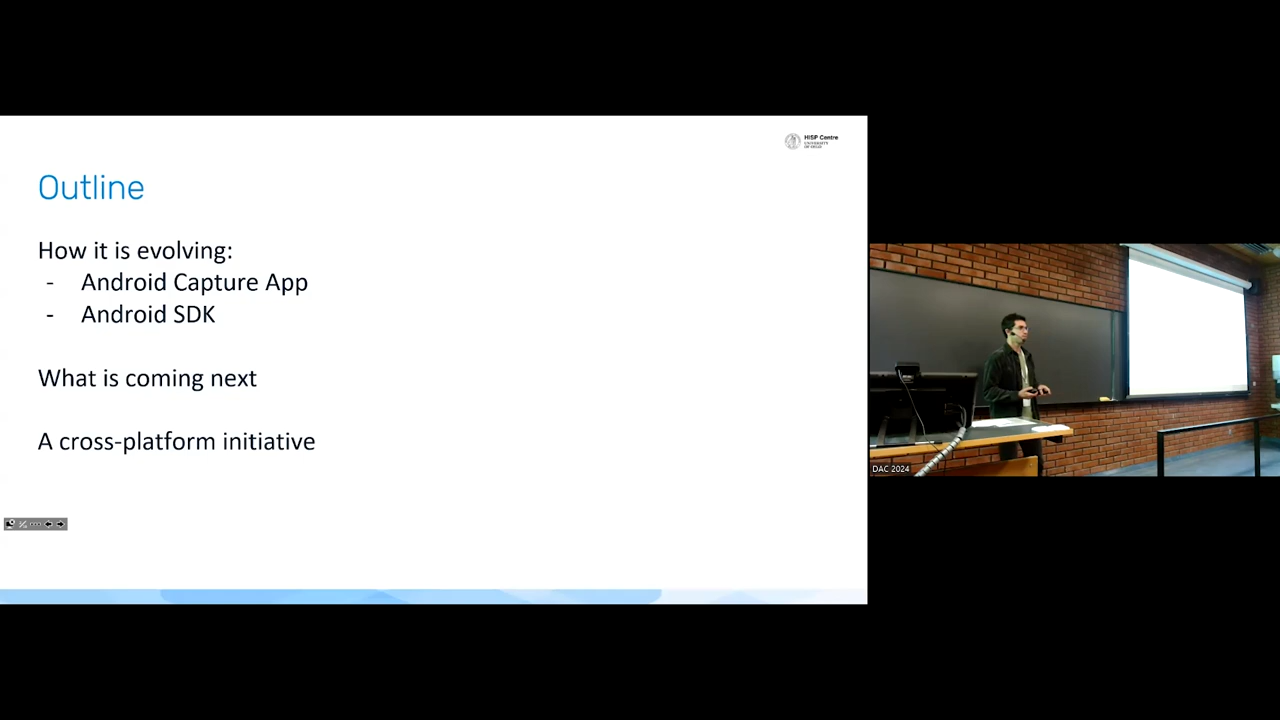 HISP Centre
UNIVERSITY
OF OSLO
Outline
How it is evolving:
- Android Capture App
- Android SDK
What is coming next
A cross-platform initiative
DAC 2024